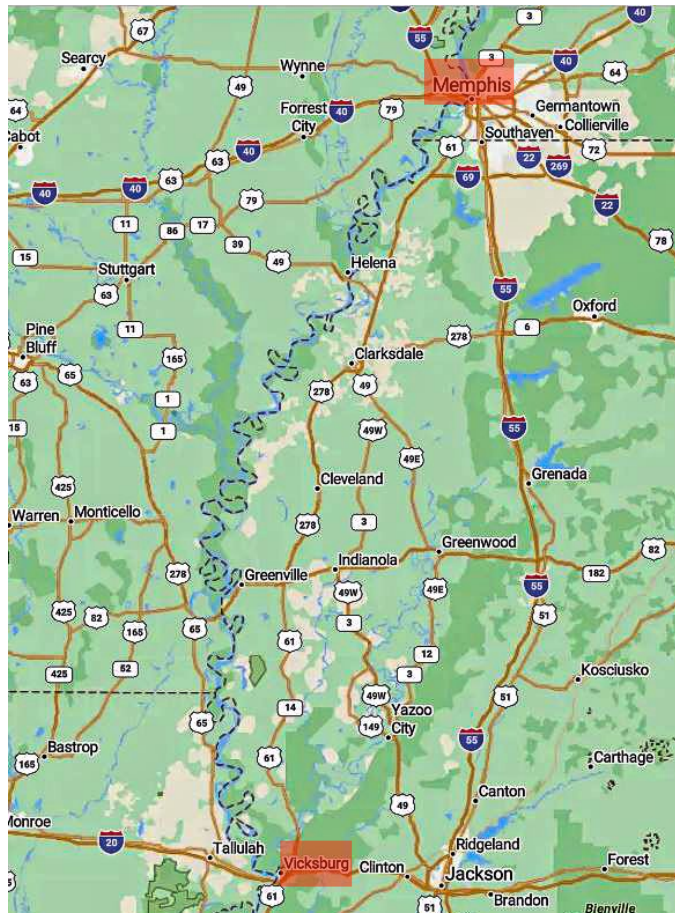 55
3
40
67
Searcy
Wynne
40
49
64
Memphis
64
79
Germantown
Forrest
City
40
Collierville
Cabot
61
Southaven
40
63
72
22
269
40
40
63
69
79
22
11
86
17
39
78
15
49
Helena
Stuttgart
63
55
Oxford
11
6
Pine
Bluff
278
165
Clarksdale
63
65
49
278
1
55
15
1
49W
49E
Grenada
425
Cleveland
3
Warren
Monticello
278
Greenwood
82
Indianola
278
Greenville
182
55
49W
49E
425
82
65
51
165
61
3
12
52
425
3
Kosciusko
49W
51
14
65
149
Yazoo
City
55
Bastrop
61
165
Carthage
49
Canton
Monroe
20
Tallulah
Ridgeland
Vicksburg
Forest
Clinton
Jackson
15
61
Brandon
51
Bienville